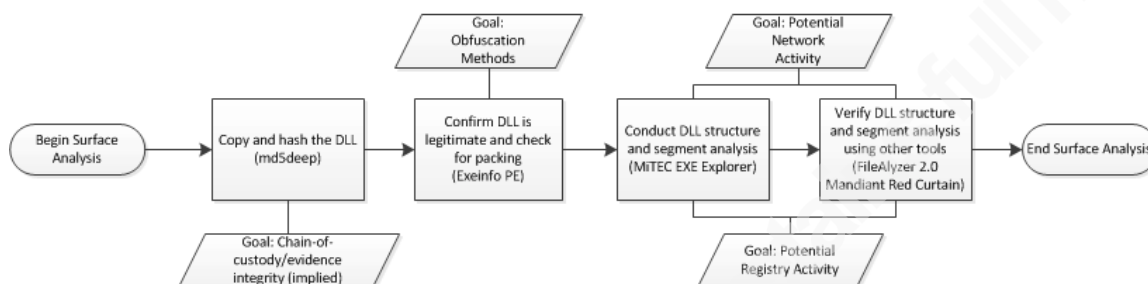 Goal:
Obfuscation
Methods
Goal: Potential
Network
Activity
Begin Surface
Analysis
Copy and hash the DLL
(md5deep)
Confirm DLL is
legitimate and check
for packing
(Exeinfo PE)
Conduct DLL structure
and segment analysis
(MiTEC EXE Explorer)
Verify DLL structure
and segment analysis
using other tools
(FileAlyzer 2.0
Mandiant Red Curtain)
End Surface Analysis
Goal: Chain-of-
custody/evidence
integrity (implied)
Goal: Potential
Registry Activity